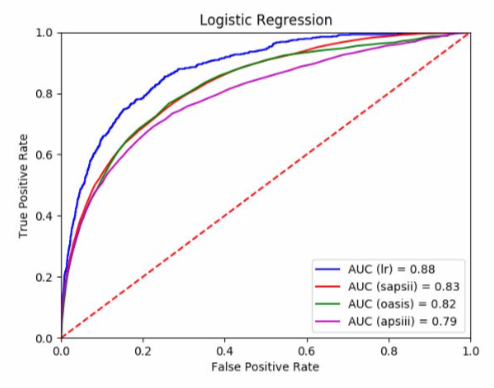 Logistic Regression
1.0
0.8
0.6
0.4
0.2
0.0
True Positive Rate
AUC (lr) = 0.88
AUC (sapsii) = 0.83
AUC (oasis) = 0.82
AUC (apsiii) = 0.79
0.0 0.2 0.4 0.6 0.8 1.0
False Positive Rate